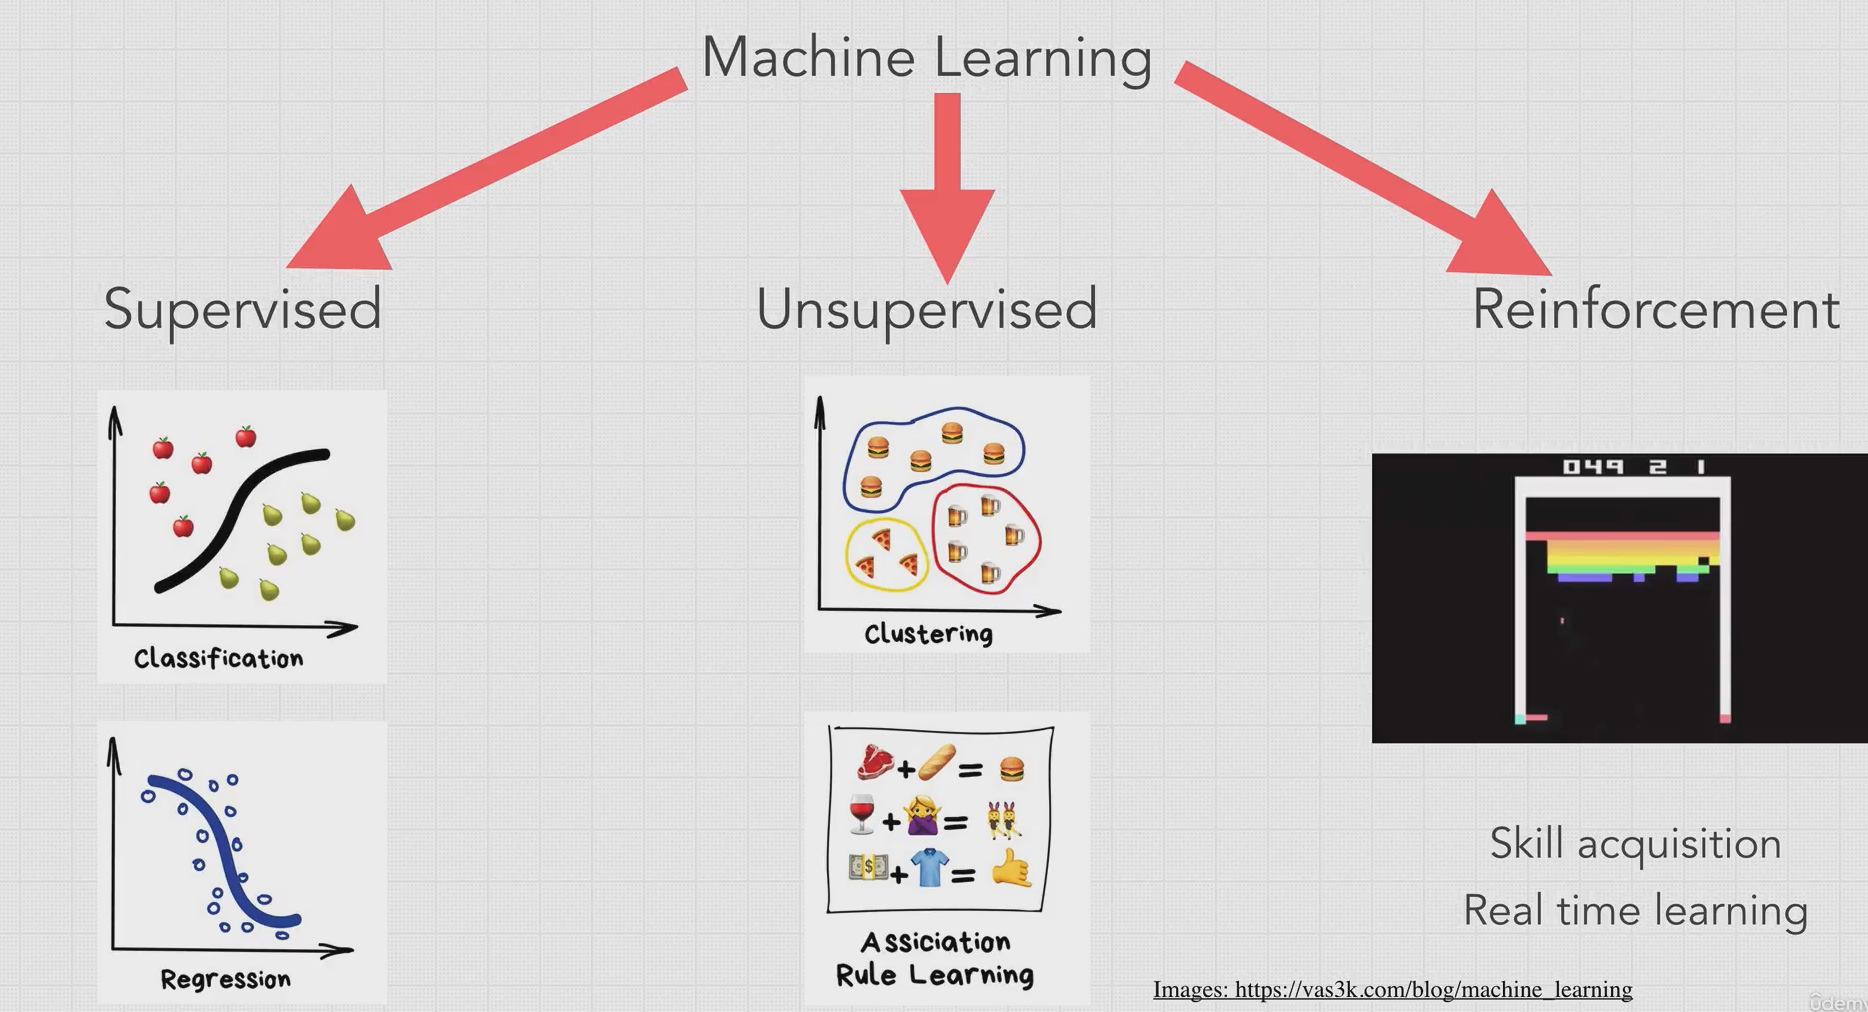 Machine Learning
Supervised
Unsupervised
Reinforcement
Classification
Regression
Clustering
Assiciation
Rule Learning
049 2 1
Skill acquisition
Real time learning
Images: https://vas3k.com/blog/machine_learning
ûdemy